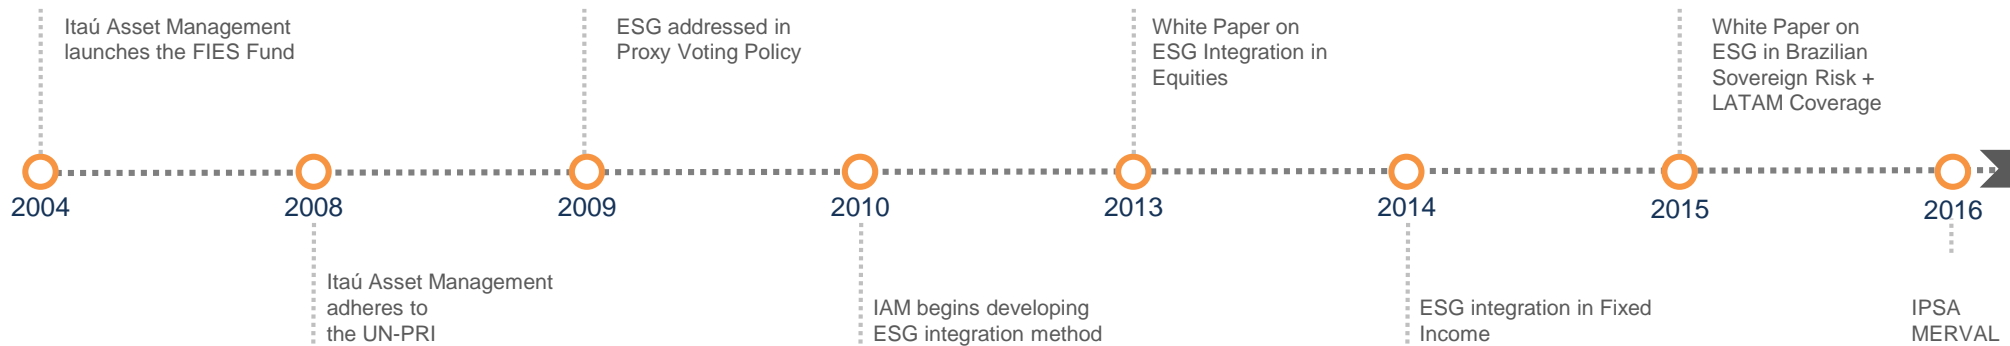 Itaú Asset Management
launches the FIES Fund
ESG addressed in
Proxy Voting Policy
White Paper on
ESG Integration in
Equities
White Paper on
ESG in Brazilian
Sovereign Risk +
LATAM Coverage
2004
2008
2009
2010
2013
2014
2015
2016
Itaú Asset Management
adheres to
the UN-PRI
IAM begins developing
ESG integration method
ESG integration in Fixed
Income
IPSA
MERVAL